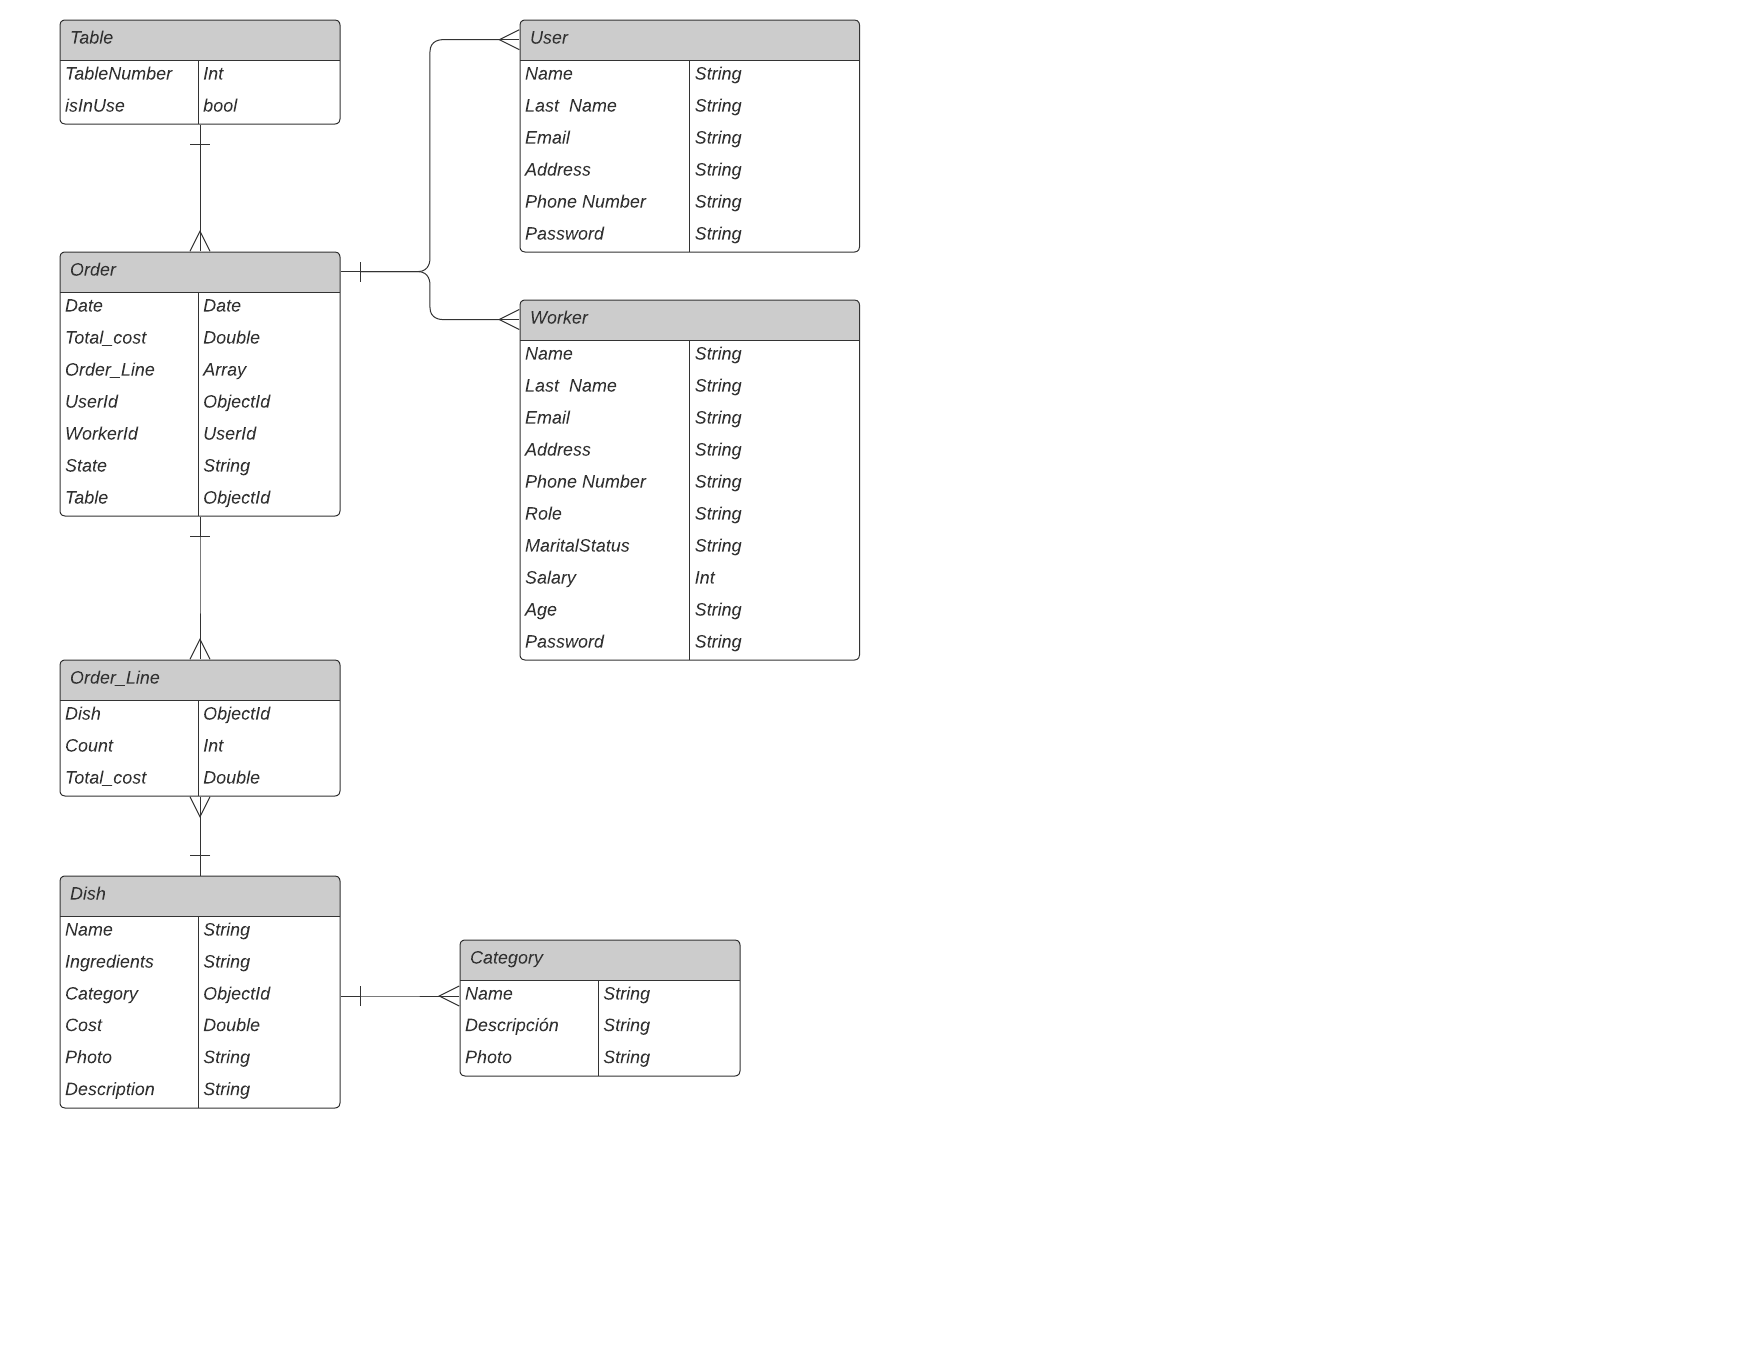 Table
TableNumber Int
isInUse bool
User
Name String
Last Name String
Email String
Address String
Phone Number String
Password String
Order
Date Date
Total_cost Double
Order_Line Array
UserId ObjectId
WorkerId UserId
State String
Table ObjectId
Worker
Name String
Last Name String
Email String
Address String
Phone Number String
Role String
MaritalStatus String
Salary Int
Age String
Password String
Order_Line
Dish ObjectId
Count Int
Total_cost Double
Dish
Name String
Ingredients String
Category ObjectId
Cost Double
Photo String
Description String
Category
Name String
Descripción String
Photo String